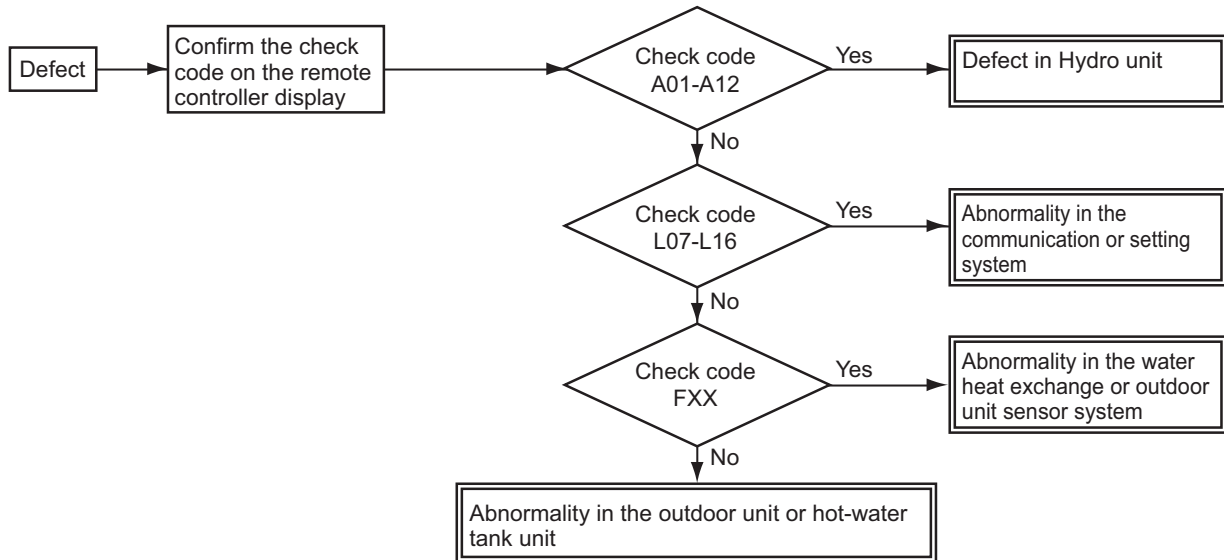 Defect
Confirm the check
code on the remote
controller display
Check code
A01-A12
Yes
Defect in Hydro unit
No
Check code
L07-L16
Yes
Abnormality in the
communication or setting
system
No
Check code
FXX
Yes
Abnormality in the water
heat exchange or outdoor
unit sensor system
No
Abnormality in the outdoor unit or hot-water
tank unit